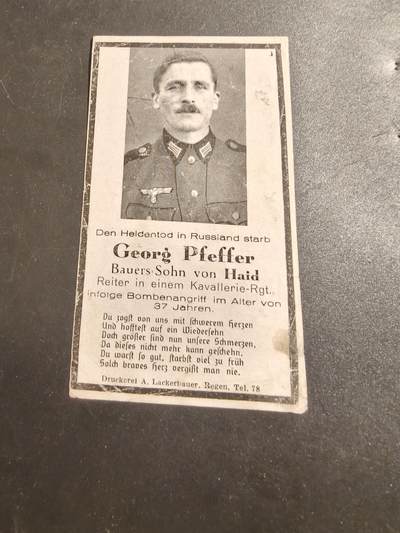 Den Heldentod in Russland starb
Georg Pfeffer
Bauers-Sohn von Haid
Reiter in einem Kavallerie-Rgt.,
infolge Bombenangriff im Alter von
37 Jahren.
Du zogst von uns mit schwerem Herzen
Und hofftest auf ein Wiedersehn
Doch größer sind nun unsere Schmerzen,
Da dieses nicht mehr kann geschehn.
Du warst so gut, starbst viel zu früh
Solch braves Herz vergißt man nie.
Druckerei A. Lackerbauer, Regen, Tel. 78